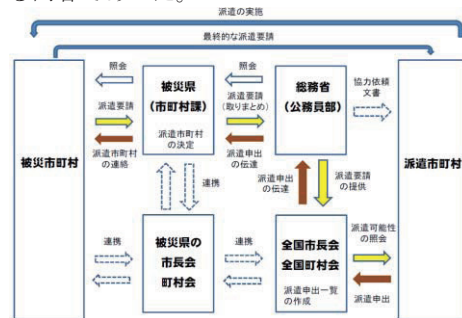 派遣の実施
最終的な派遣要請
被災市町村
照会
派遣要請
派遣市町村
の連絡
被災県
(市町村課)
派遣市町村
の決定
照会
派遣要請
(取りまとめ)
派遣申出
の伝達
総務省
(公務員部)
協力依頼
文書
派遣市町村
連携
派遣申出
の伝達
派遣要請
の提供
連携
被災県の
市長会
町村会
連携
全国市長会
全国町村会
派遣申出一覧
の作成
派遣可能性
の照会
派遣申出